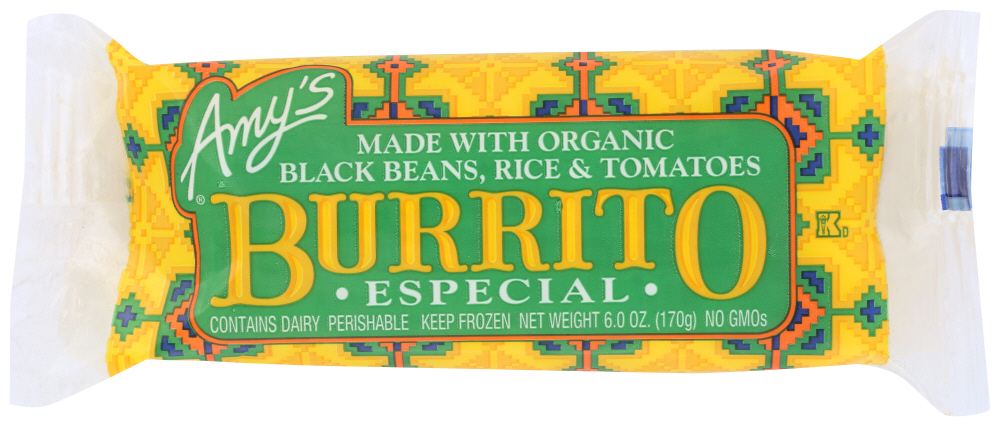 Amy's
®
MADE WITH ORGANIC
BLACK BEANS, RICE & TOMATOES
BURRITO
• ESPECIAL •
CONTAINS DAIRY PERISHABLE KEEP FROZEN NET WEIGHT 6.0 OZ. (170g) NO GMOs
K D